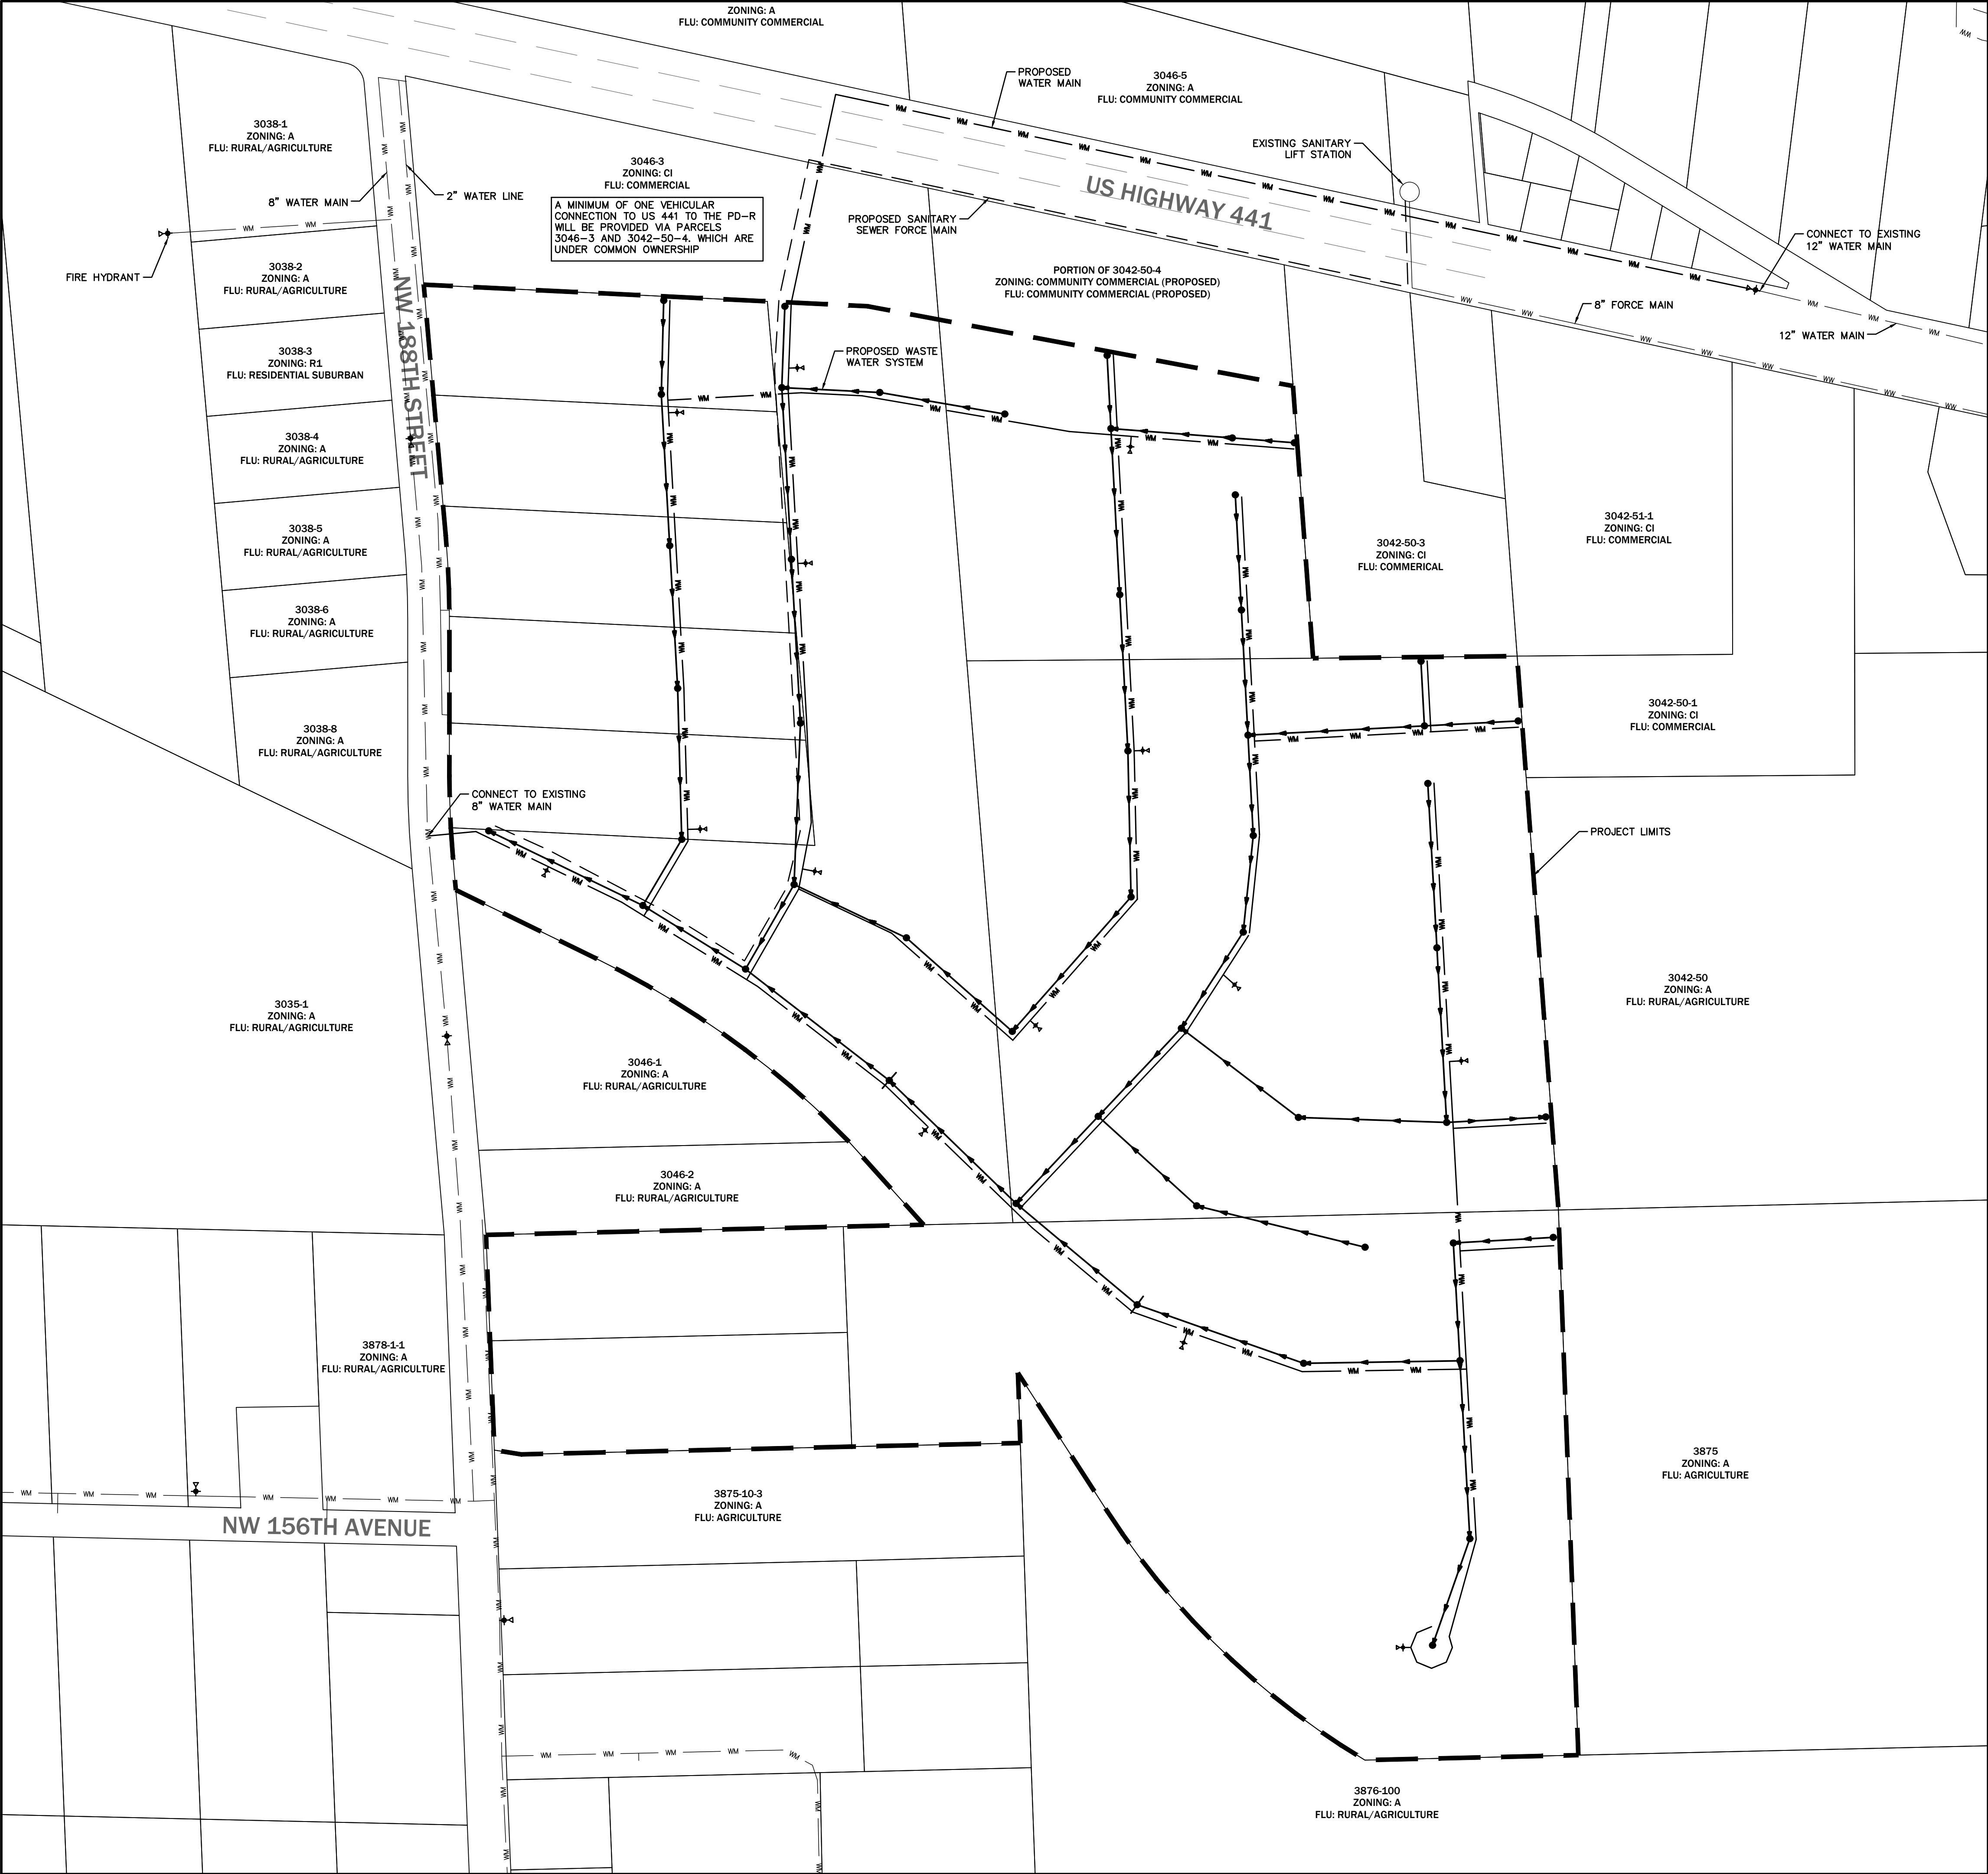 ZONING: A
FLU: COMMUNITY COMMERCIAL
PROPOSED
WATER MAIN
3046-5
ZONING: A
FLU: COMMUNITY COMMERCIAL
3038-1
ZONING: A
FLU: RURAL/AGRICULTURE
8" WATER MAIN
2" WATER LINE
3046-3
ZONING: CI
FLU: COMMERCIAL
A MINIMUM OF ONE VEHICULAR
CONNECTION TO US 441 TO THE PD-R
WILL BE PROVIDED VIA PARCELS
3046-3 AND 3042-50-4. WHICH ARE
UNDER COMMON OWNERSHIP
EXISTING SANITARY
LIFT STATION
US HIGHWAY 441
PROPOSED SANITARY
SEWER FORCE MAIN
CONNECT TO EXISTING
12" WATER MAIN
FIRE HYDRANT
3038-2
ZONING: A
FLU: RURAL/AGRICULTURE
PORTION OF 3042-50-4
ZONING: COMMUNITY COMMERCIAL (PROPOSED)
FLU: COMMUNITY COMMERCIAL (PROPOSED)
8" FORCE MAIN
12" WATER MAIN
NW 188TH STREET
3038-3
ZONING: R1
FLU: RESIDENTIAL SUBURBAN
PROPOSED WASTE
WATER SYSTEM
3038-4
ZONING: A
FLU: RURAL/AGRICULTURE
3038-5
ZONING: A
FLU: RURAL/AGRICULTURE
3042-50-3
ZONING: CI
FLU: COMMERICAL
3042-51-1
ZONING: CI
FLU: COMMERCIAL
3038-6
ZONING: A
FLU: RURAL/AGRICULTURE
3038-8
ZONING: A
FLU: RURAL/AGRICULTURE
3042-50-1
ZONING: CI
FLU: COMMERCIAL
CONNECT TO EXISTING
8" WATER MAIN
PROJECT LIMITS
3035-1
ZONING: A
FLU: RURAL/AGRICULTURE
3042-50
ZONING: A
FLU: RURAL/AGRICULTURE
3046-1
ZONING: A
FLU: RURAL/AGRICULTURE
3046-2
ZONING: A
FLU: RURAL/AGRICULTURE
3878-1-1
ZONING: A
FLU: RURAL/AGRICULTURE
3875
ZONING: A
FLU: AGRICULTURE
3875-10-3
ZONING: A
FLU: AGRICULTURE
NW 156TH AVENUE
3876-100
ZONING: A
FLU: RURAL/AGRICULTURE